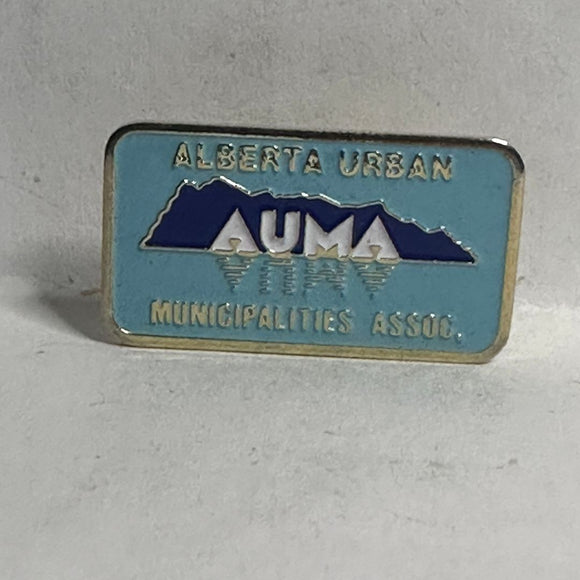 ALBERTA URBAN
AUMA
MUNICIPALITIES ASSOC.